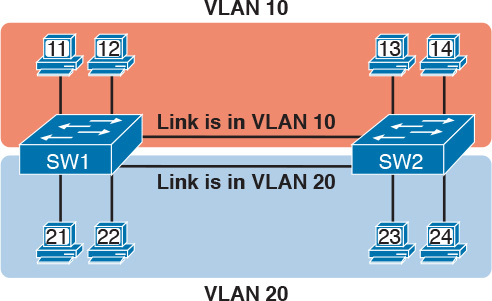 VLAN 10
11 12 13 14
Link is in VLAN 10
SW1 SW2
Link is in VLAN 20
21 22 23 24
VLAN 20